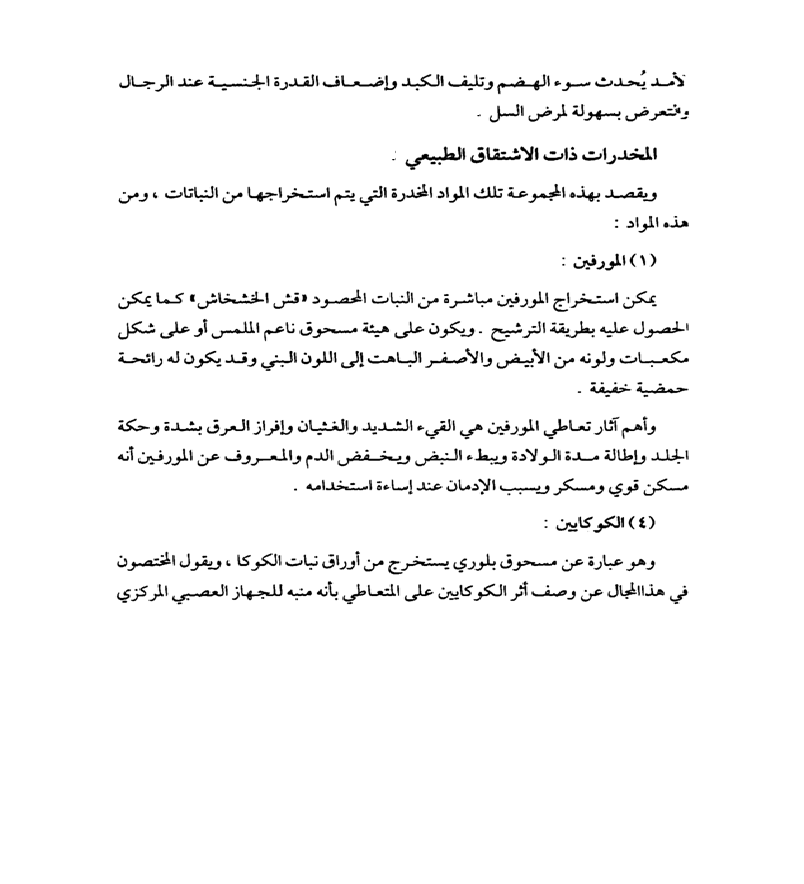 لأمد يُحدث سوء الهضم وتليف الكبد وإضعاف القدرة الجنسية عند الرجال
والتعرض بسهولة لمرض السل .
المخدرات ذات الاشتقاق الطبيعي :
ويقصد بهذه المجموعة تلك المواد المخدرة التي يتم استخراجها من النباتات ، ومن
هذه المواد :
(١) المورفين :
يمكن استخراج المورفين مباشرة من النبات المحصود «قش الخشخاش» كما يمكن
الحصول عليه بطريقة الترشيح . ويكون على هيئة مسحوق ناعم الملمس أو على شكل
مكعبات ولونه من الأبيض والأصفر الباهت إلى اللون البني وقد يكون له رائحة
حمضية خفيفة .
وأهم آثار تعاطي المورفين هي القيء الشديد والغثيان وإفراز العرق بشدة وحكة
الجلد وإطالة مدة الولادة ويبطء النبض ويخفض الدم والمعروف عن المورفين أنه
مسكن قوي ومسكر ويسبب الإدمان عند إساءة استخدامه .
(٤) الكوكايين :
وهو عبارة عن مسحوق بلوري يستخرج من أوراق نبات الكوكا ، ويقول المختصون
في هذا المجال عن وصف أثر الكوكايين على المتعاطي بأنه منبه للجهاز العصبي المركزي